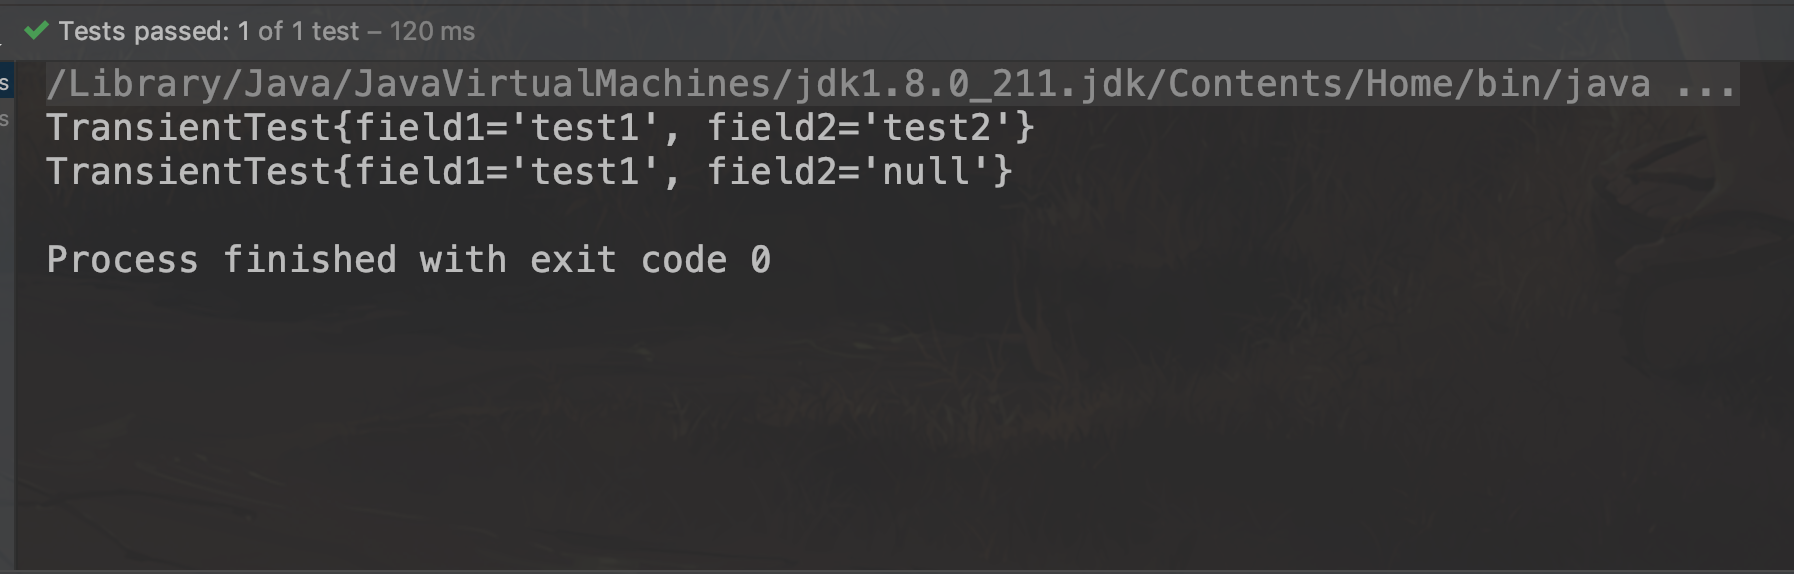 Tests passed: 1 of 1 test – 120 ms
s
/Library/Java/JavaVirtualMachines/jdk1.8.0_211.jdk/Contents/Home/bin/java ...
s
TransientTest{field1='test1', field2='test2'}
TransientTest{field1='test1', field2='null'}
Process finished with exit code 0